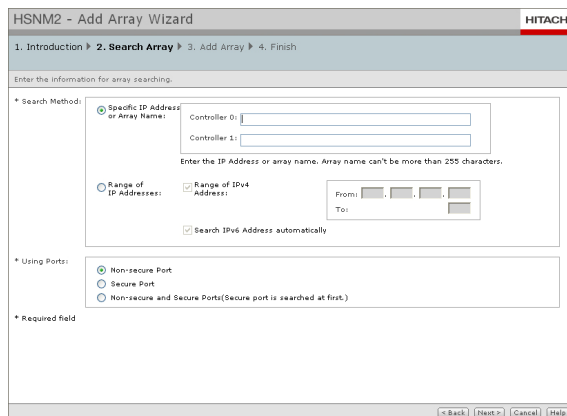 HSNM2 - Add Array Wizard
HITACH
1. Introduction 2. Search Array 3. Add Array 4. Finish
Enter the information for array searching.
* Search Method:
Specific IP Address
or Array Name:
Controller 0:
Controller 1:
Enter the IP Address or array name. Array name can't be more than 255 characters.
Range of
IP Addresses:
Range of IPv4
Address:
From: . . .
To:
Search IPv6 Address automatically
* Using Ports:
Non-secure Port
Secure Port
Non-secure and Secure Ports(Secure port is searched at first.)
* Required field
< Back Next > Cancel Help